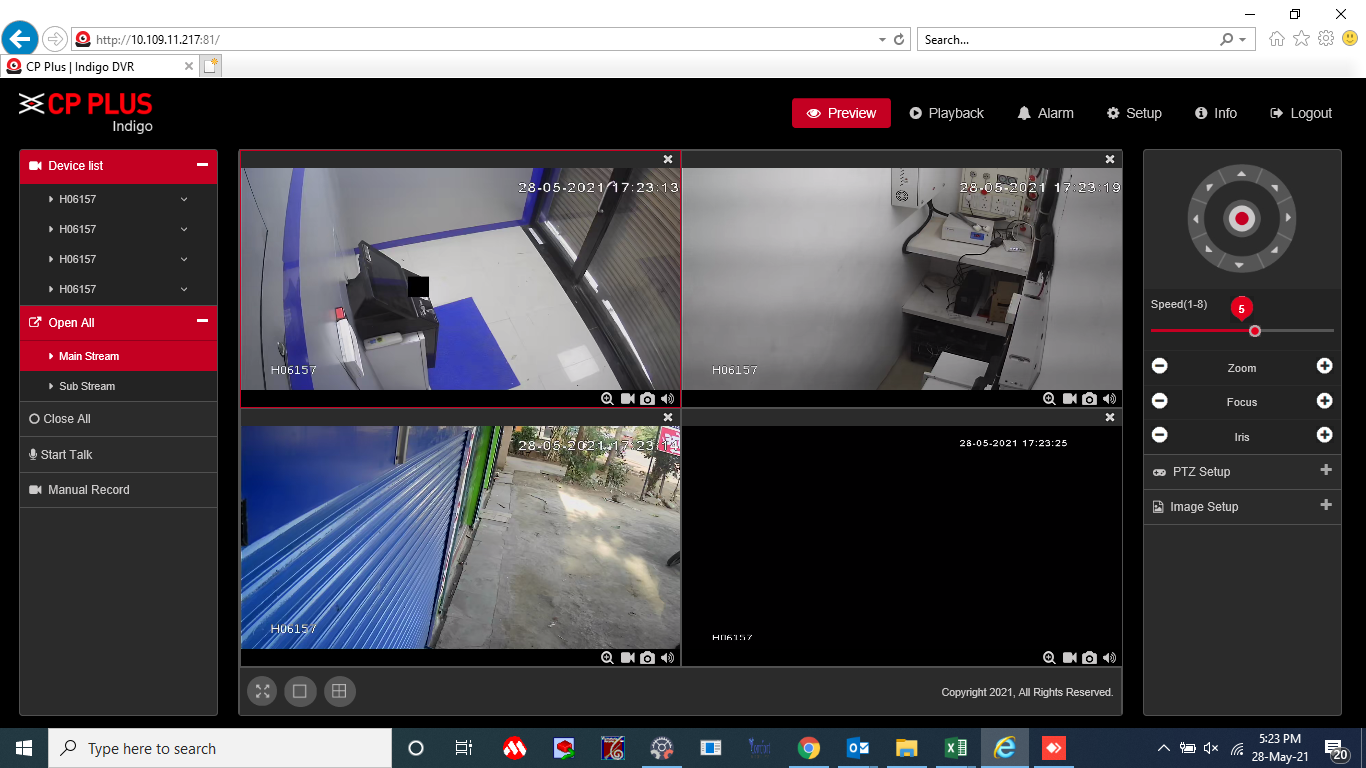 http://10.109.11.217:81/
Search...
CP Plus | Indigo DVR
CP PLUS
Indigo
Preview
Playback
Alarm
Setup
Info
Logout
Device list
H06157
H06157
H06157
H06157
Open All
Main Stream
Sub Stream
Close All
Start Talk
Manual Record
28-05-2021 17:23:13
H06157
28-05-2021 17:23:19
H06157
28-05-2021 17:23:14
H06157
28-05-2021 17:23:25
H06157
Speed(1-8)
5
Zoom
Focus
Iris
PTZ Setup
Image Setup
Copyright 2021, All Rights Reserved.
Type here to search
5:23 PM
28-May-21
20